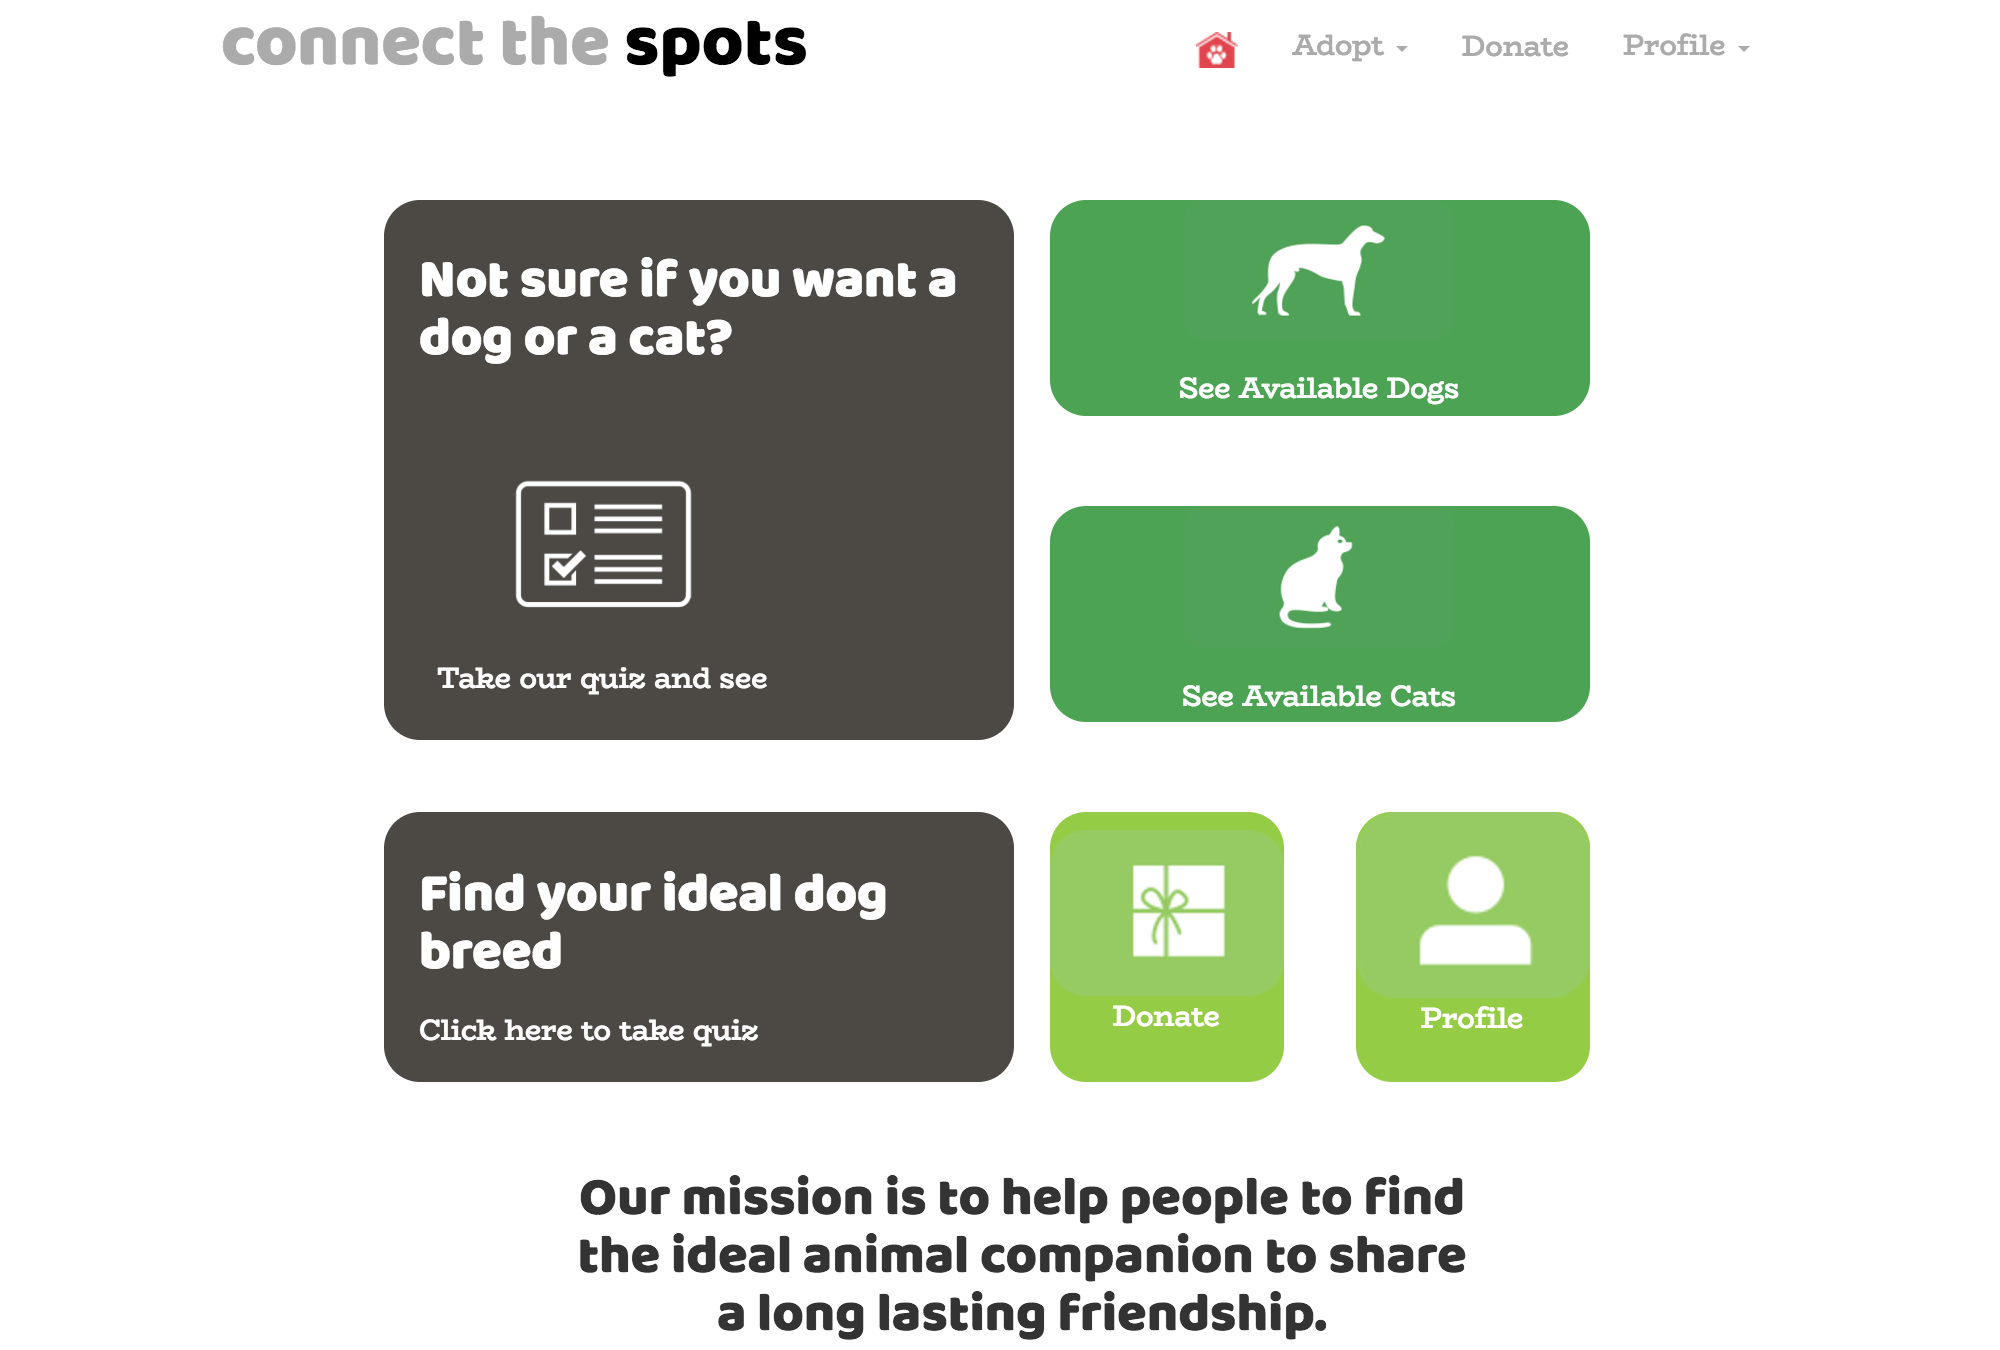 connect the spots
Adopt
Donate
Profile
Not sure if you want a
dog or a cat?
Take our quiz and see
See Available Dogs
See Available Cats
Find your ideal dog
breed
Click here to take quiz
Donate
Profile
Our mission is to help people to find
the ideal animal companion to share
a long lasting friendship.